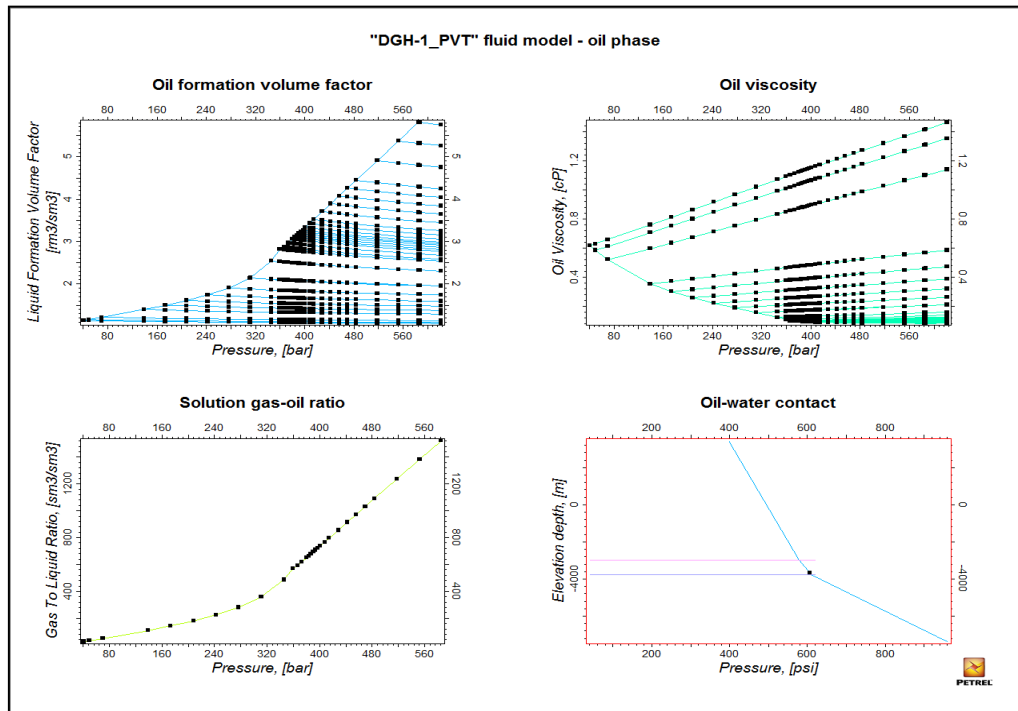 "DGH-1_PVT" fluid model - oil phase
Oil formation volume factor
80 160 240 320 400 480 560
Liquid Formation Volume Factor
[rm3/sm3]
5 5
4 4
3 3
2 2
80 160 240 320 400 480 560
Pressure, [bar]
Oil viscosity
80 160 240 320 400 480 560
Oil Viscosity, [cP]
1.2 1.2
0.8 0.8
0.4 0.4
80 160 240 320 400 480 560
Pressure, [bar]
Solution gas-oil ratio
80 160 240 320 400 480 560
Gas To Liquid Ratio, [sm3/sm3]
1200 1200
800 800
400 400
80 160 240 320 400 480 560
Pressure, [bar]
Oil-water contact
200 400 600 800
Elevation depth, [m]
0 0
-4000 -4000
200 400 600 800
Pressure, [psi]
PETREL